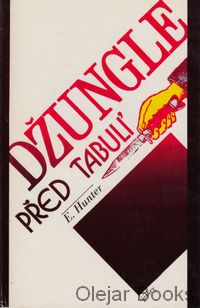 DŽUNGLE
PŘED TABULÍ
E. Hunter
Olejar Books